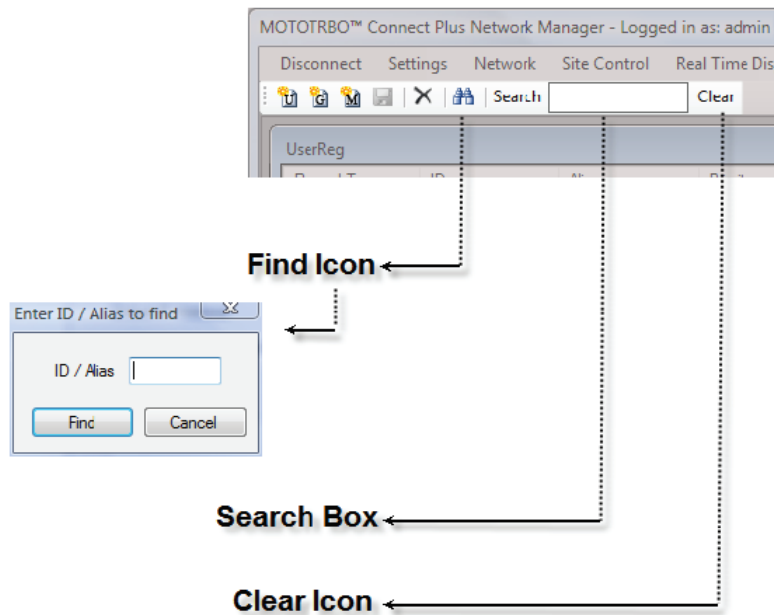 MOTOTRBO™ Connect Plus Network Manager - Logged in as: admin
Disconnect Settings Network Site Control Real Time Dis
U G M Search Clear
UserReg
Find Icon
Enter ID / Alias to find
ID / Alias
Find Cancel
Search Box
Clear Icon